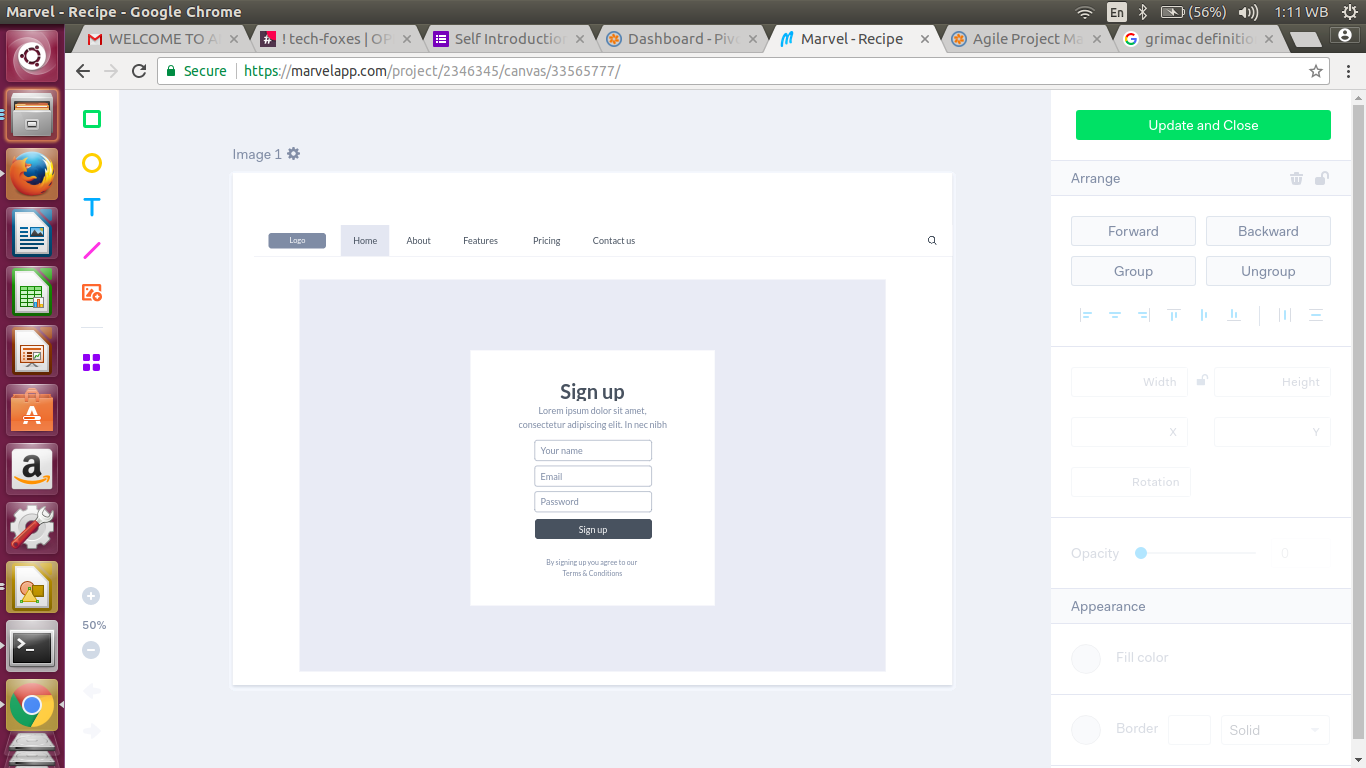 Marvel - Recipe - Google Chrome
En
(56%)
1:11 WB
WELCOME TO A
! tech-foxes | OP
Self Introduction
Dashboard - Pivo
Marvel - Recipe
Agile Project Ma
grimac definitio
Secure
https://marvelapp.com/project/2346345/canvas/33565777/
Update and Close
Image 1
Arrange
Logo
Home
About
Features
Pricing
Contact us
Forward
Backward
Group
Ungroup
Width
Height
X
Y
Rotation
Sign up
Lorem ipsum dolor sit amet,
consectetur adipiscing elit. In nec nibh
Your name
Email
Password
Sign up
By signing up you agree to our
Terms & Conditions
Opacity
0
Appearance
50%
Fill color
Border
Solid